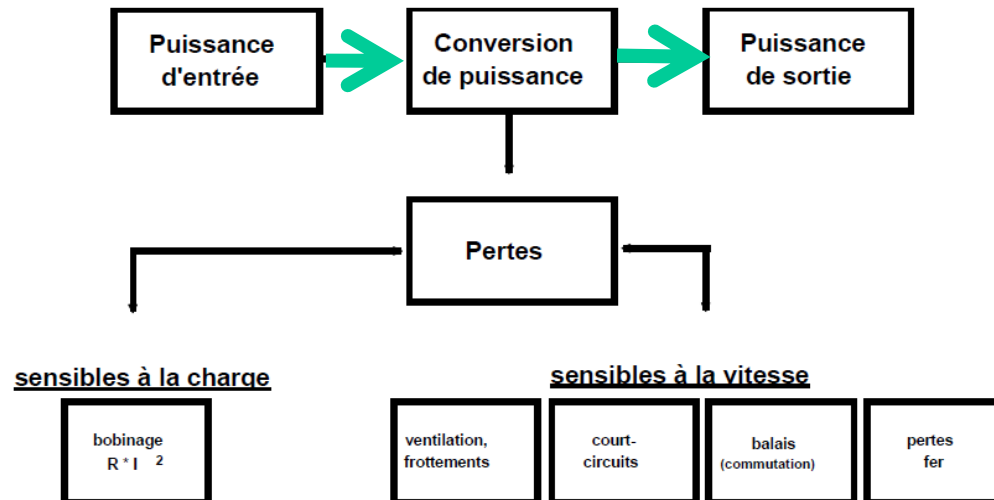 Puissance
d'entrée
Conversion
de puissance
Puissance
de sortie
Pertes
sensibles à la charge
sensibles à la vitesse
bobinage
R * I ²
ventilation,
frottements
court-
circuits
balais
(commutation)
pertes
fer